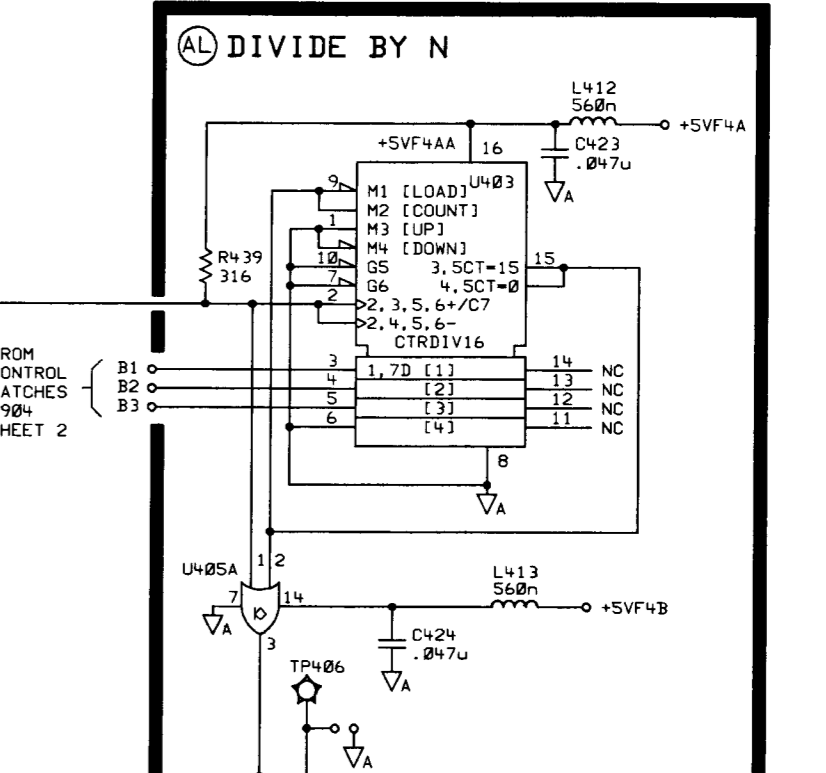 AL DIVIDE BY N
L412
560n
+5VF4A
+5VF4AA
16
C423
.047u
A
U403
9
M1 [LOAD]
M2 [COUNT]
1
M3 [UP]
M4 [DOWN]
10
G5
3,5CT=15
15
7
G6
4,5CT=0
2
2,3,5,6+/C7
2,4,5,6-
CTRDIV16
R439
316
ROM
ONTROL
ATCHES
904
HEET 2
B1
B2
B3
3
1,7D [1]
14
NC
4
[2]
13
NC
5
[3]
12
NC
6
[4]
11
NC
8
A
U405A
1
2
7
14
A
3
L413
560n
+5VF4B
C424
.047u
A
TP406
A